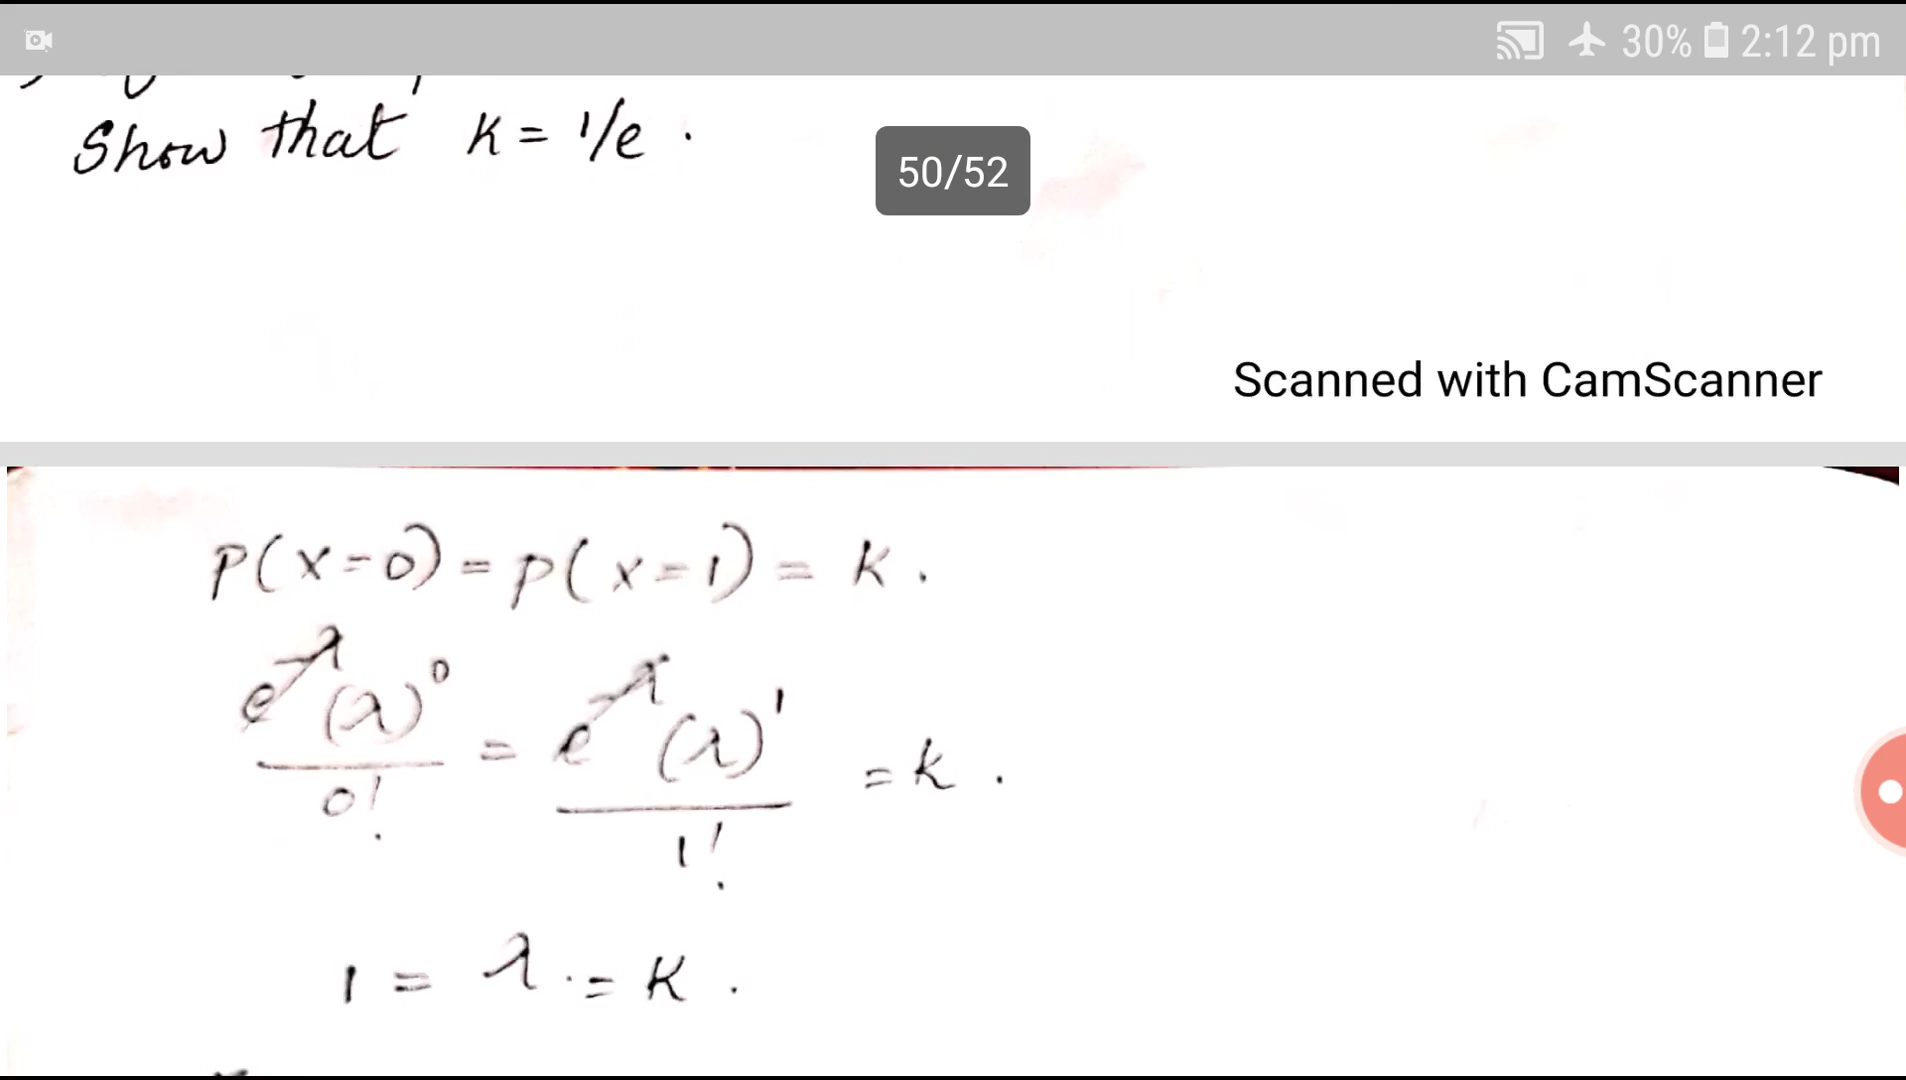 30% 2:12 pm
Show that K = 1/e .
50/52
Scanned with CamScanner
P(x=0) = P(x=1) = K .
e^-λ (λ)^0 / 0! = e^-λ (λ)^1 / 1! = K .
1 = λ . = K .